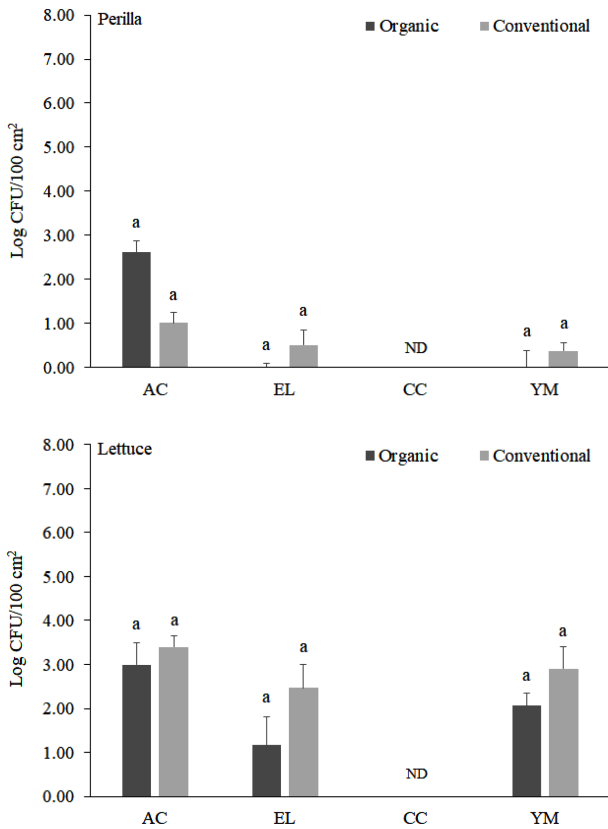 Perilla
Organic Conventional
Log CFU/100 cm²
8.00
7.00
6.00
5.00
4.00
3.00
2.00
1.00
0.00
a a a a ND a a
AC EL CC YM
Lettuce
Organic Conventional
Log CFU/100 cm²
8.00
7.00
6.00
5.00
4.00
3.00
2.00
1.00
0.00
a a a a ND a a
AC EL CC YM